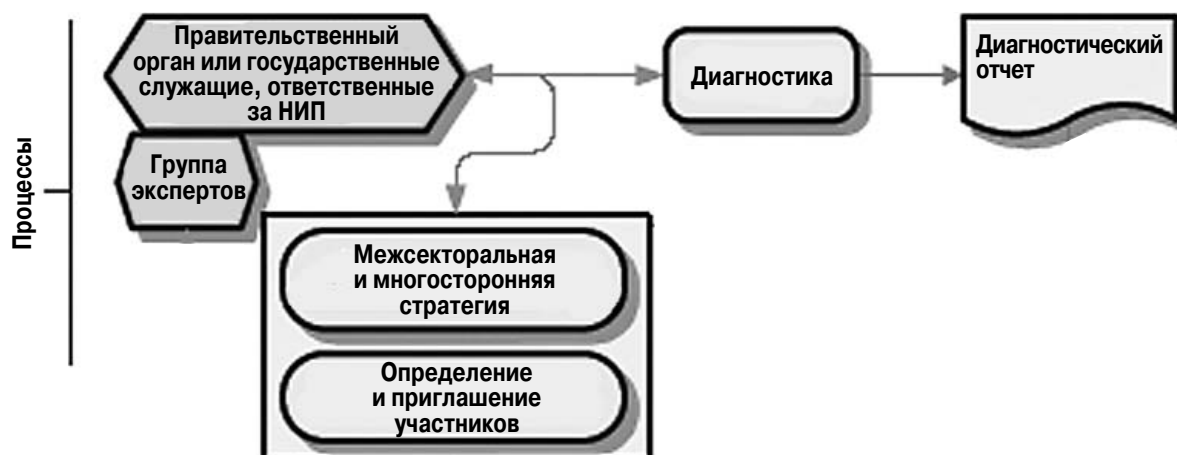 Процессы
Правительственный
орган или государственные
служащие, ответственные
за НИП
Группа
экспертов
Диагностика
Диагностический
отчет
Межсекторальная
и многосторонняя
стратегия
Определение
и приглашение
участников